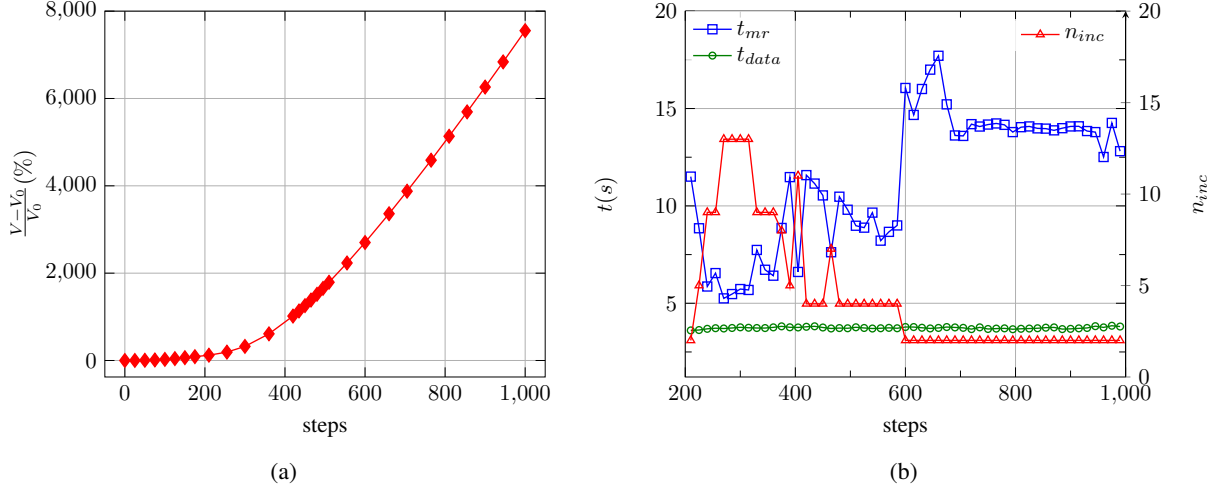 8,000
6,000
4,000
2,000
0
V−V₀/V₀ (%)
0 200 400 600 800 1,000
steps
(a)
20
15
10
5
t(s)
t_mr
t_data
n_inc
20
15
10
5
0
n_inc
200 400 600 800 1,000
steps
(b)